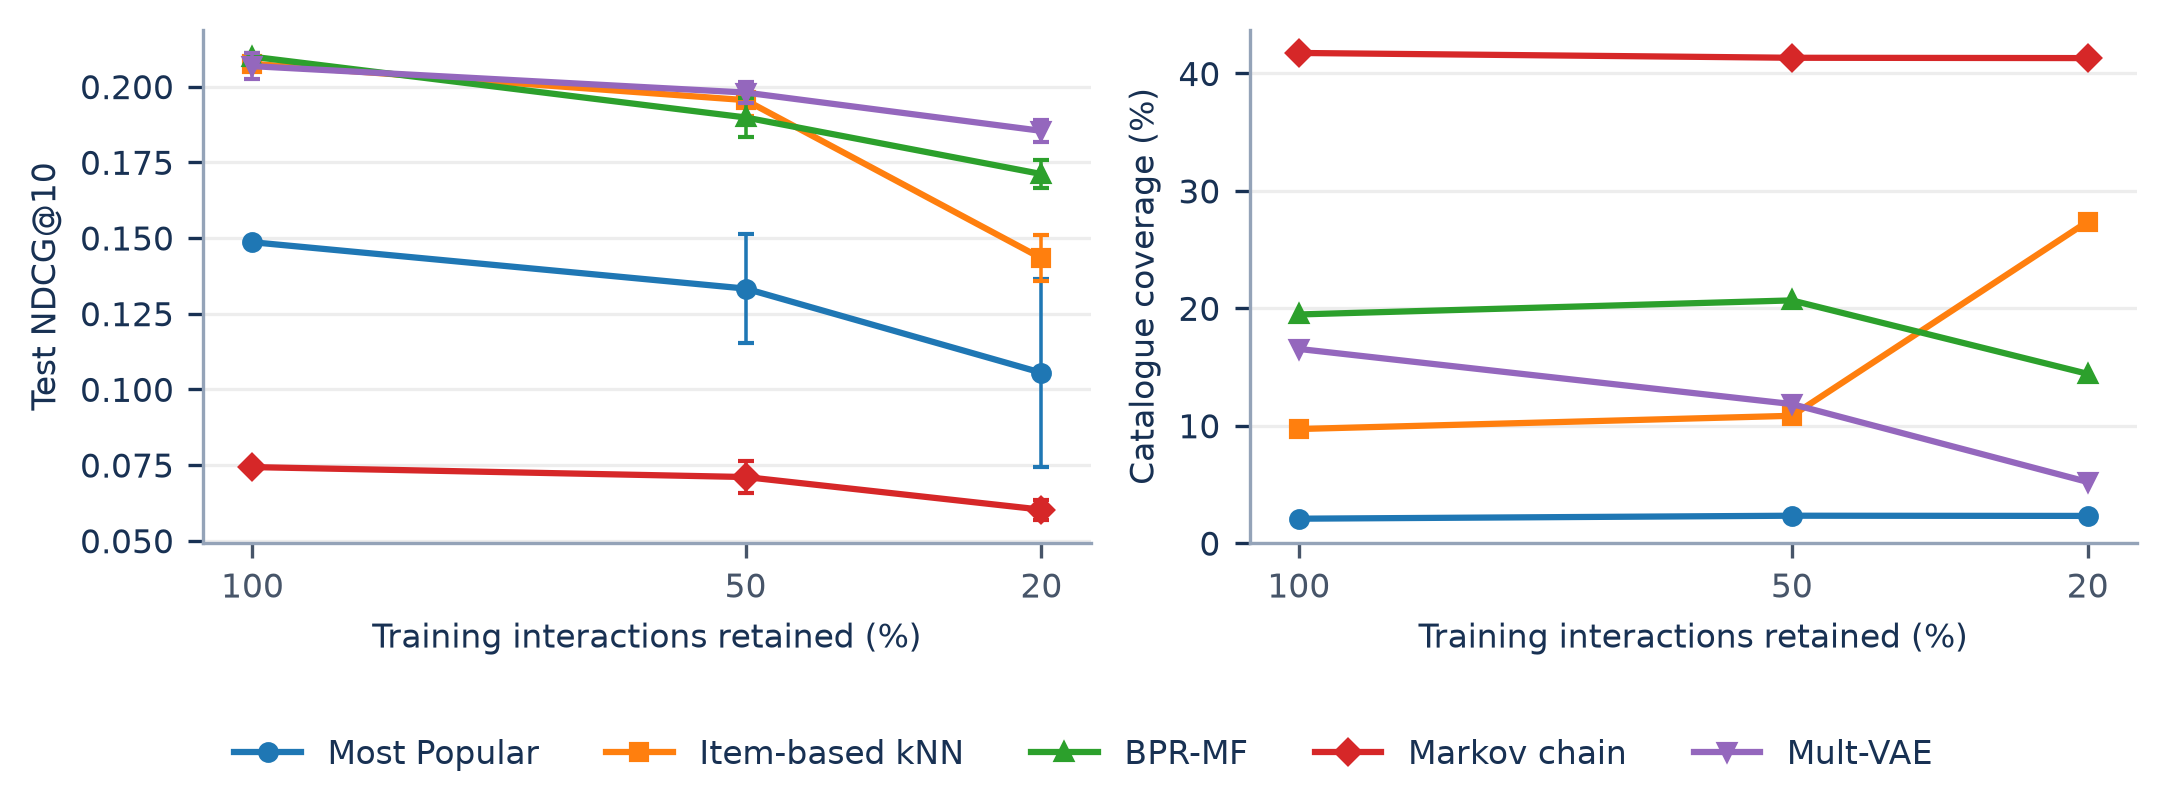 Test NDCG@10
0.200
0.175
0.150
0.125
0.100
0.075
0.050
100 50 20
Training interactions retained (%)
Catalogue coverage (%)
40
30
20
10
0
100 50 20
Training interactions retained (%)
Most Popular Item-based kNN BPR-MF Markov chain Mult-VAE